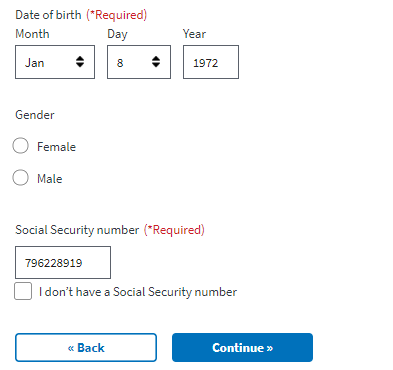 Date of birth (*Required)
Month Day Year
Jan 8 1972
Gender
Female
Male
Social Security number (*Required)
796228919
I don't have a Social Security number
« Back Continue »